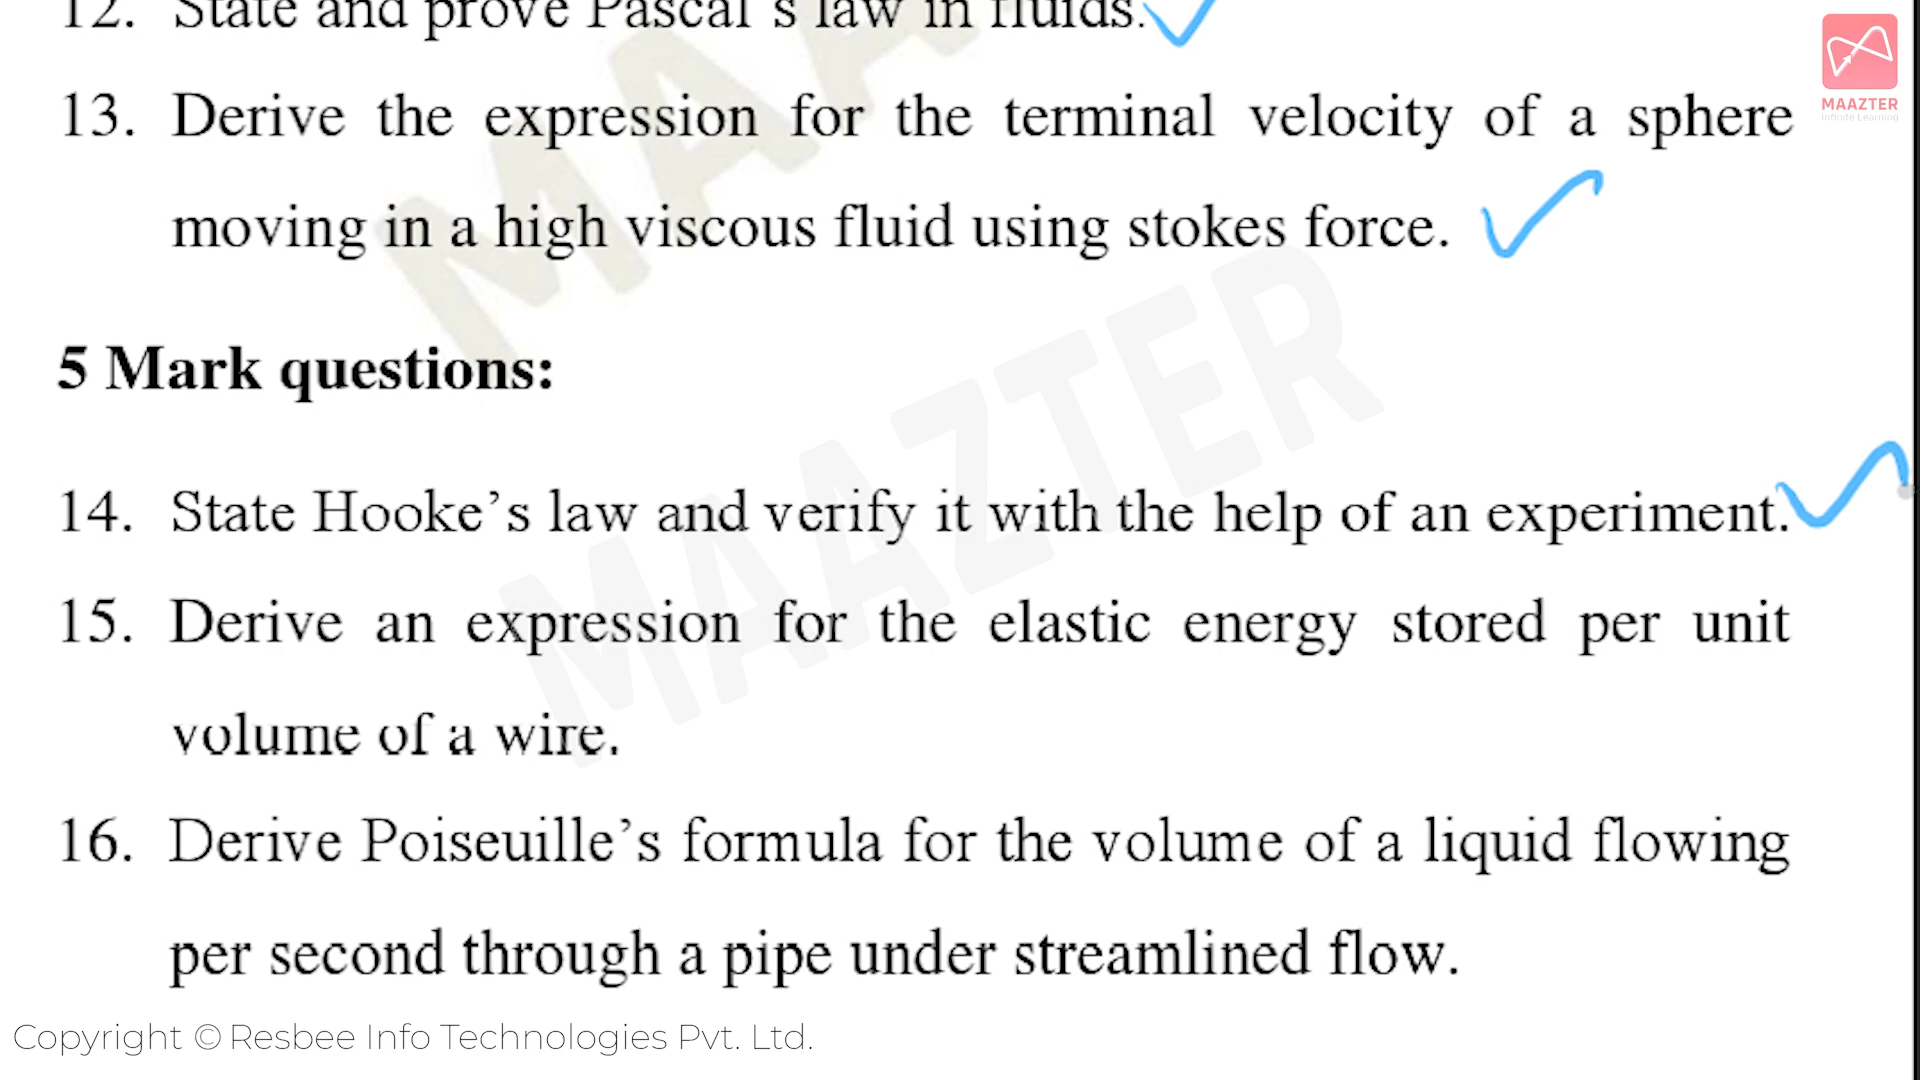 12. State and prove Pascal's law in fluids.
MAAZTER
Infinite Learning
13. Derive the expression for the terminal velocity of a sphere
moving in a high viscous fluid using stokes force.
5 Mark questions:
14. State Hooke’s law and verify it with the help of an experiment.
15. Derive an expression for the elastic energy stored per unit
volume of a wire.
16. Derive Poiseuille’s formula for the volume of a liquid flowing
per second through a pipe under streamlined flow.
MAAZTER
MAA
Copyright © Resbee Info Technologies Pvt. Ltd.